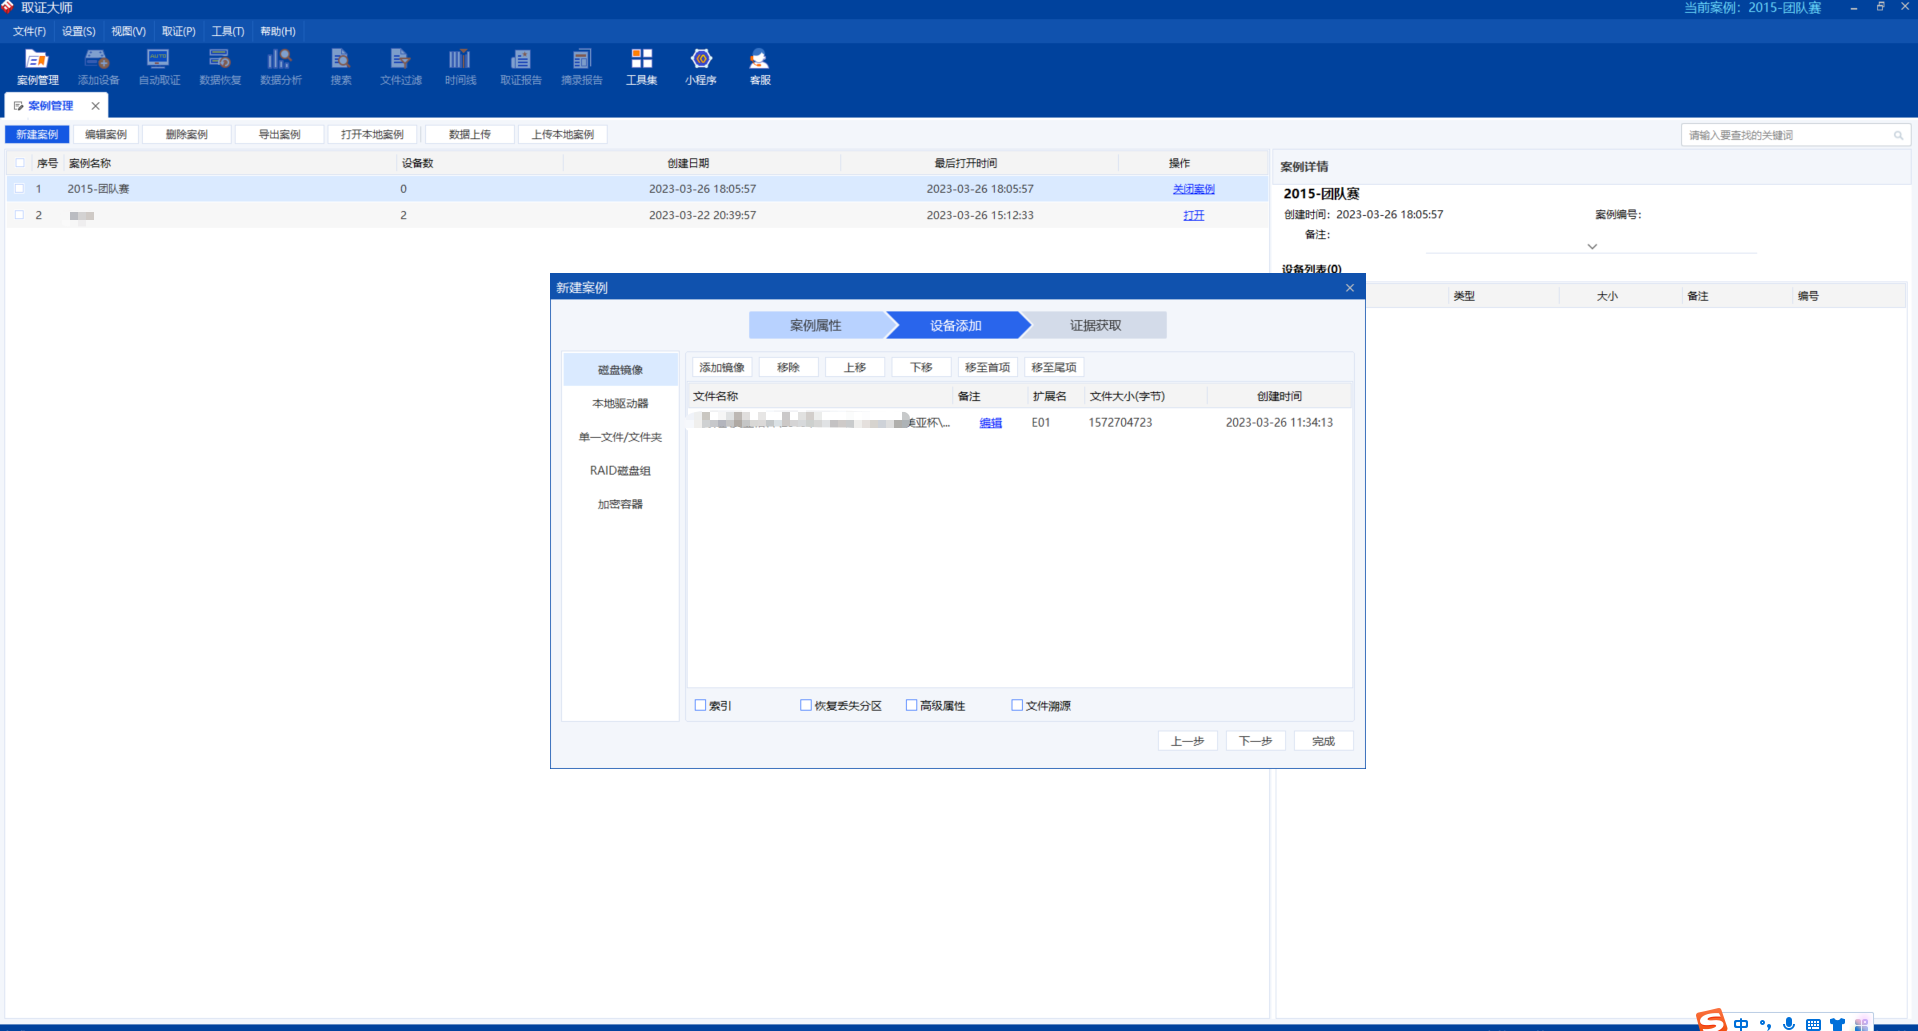 取证大师
当前案例：2015-团队赛
文件(F) 设置(S) 视图(V) 取证(P) 工具(T) 帮助(H)
案例管理 添加设备 自动取证 数据恢复 数据分析 搜索 文件过滤 时间线 取证报告 摘录报告 工具集 小程序 客服
案例管理
新建案例 编辑案例 删除案例 导出案例 打开本地案例 数据上传 上传本地案例
请输入要查找的关键词
序号 案例名称 设备数 创建日期 最后打开时间 操作
1 2015-团队赛 0 2023-03-26 18:05:57 2023-03-26 18:05:57 关闭案例
2 2 2023-03-22 20:39:57 2023-03-26 15:12:33 打开
案例详情
2015-团队赛
创建时间：2023-03-26 18:05:57 案例编号：
备注：
设备列表(0)
类型 大小 备注 编号
新建案例
案例属性 设备添加 证据获取
磁盘镜像
本地驱动器
单一文件/文件夹
RAID磁盘组
加密容器
添加镜像 移除 上移 下移 移至首项 移至尾项
文件名称 备注 扩展名 文件大小(字节) 创建时间
美亚杯\... 编辑 E01 1572704723 2023-03-26 11:34:13
索引 恢复丢失分区 高级属性 文件溯源
上一步 下一步 完成
中